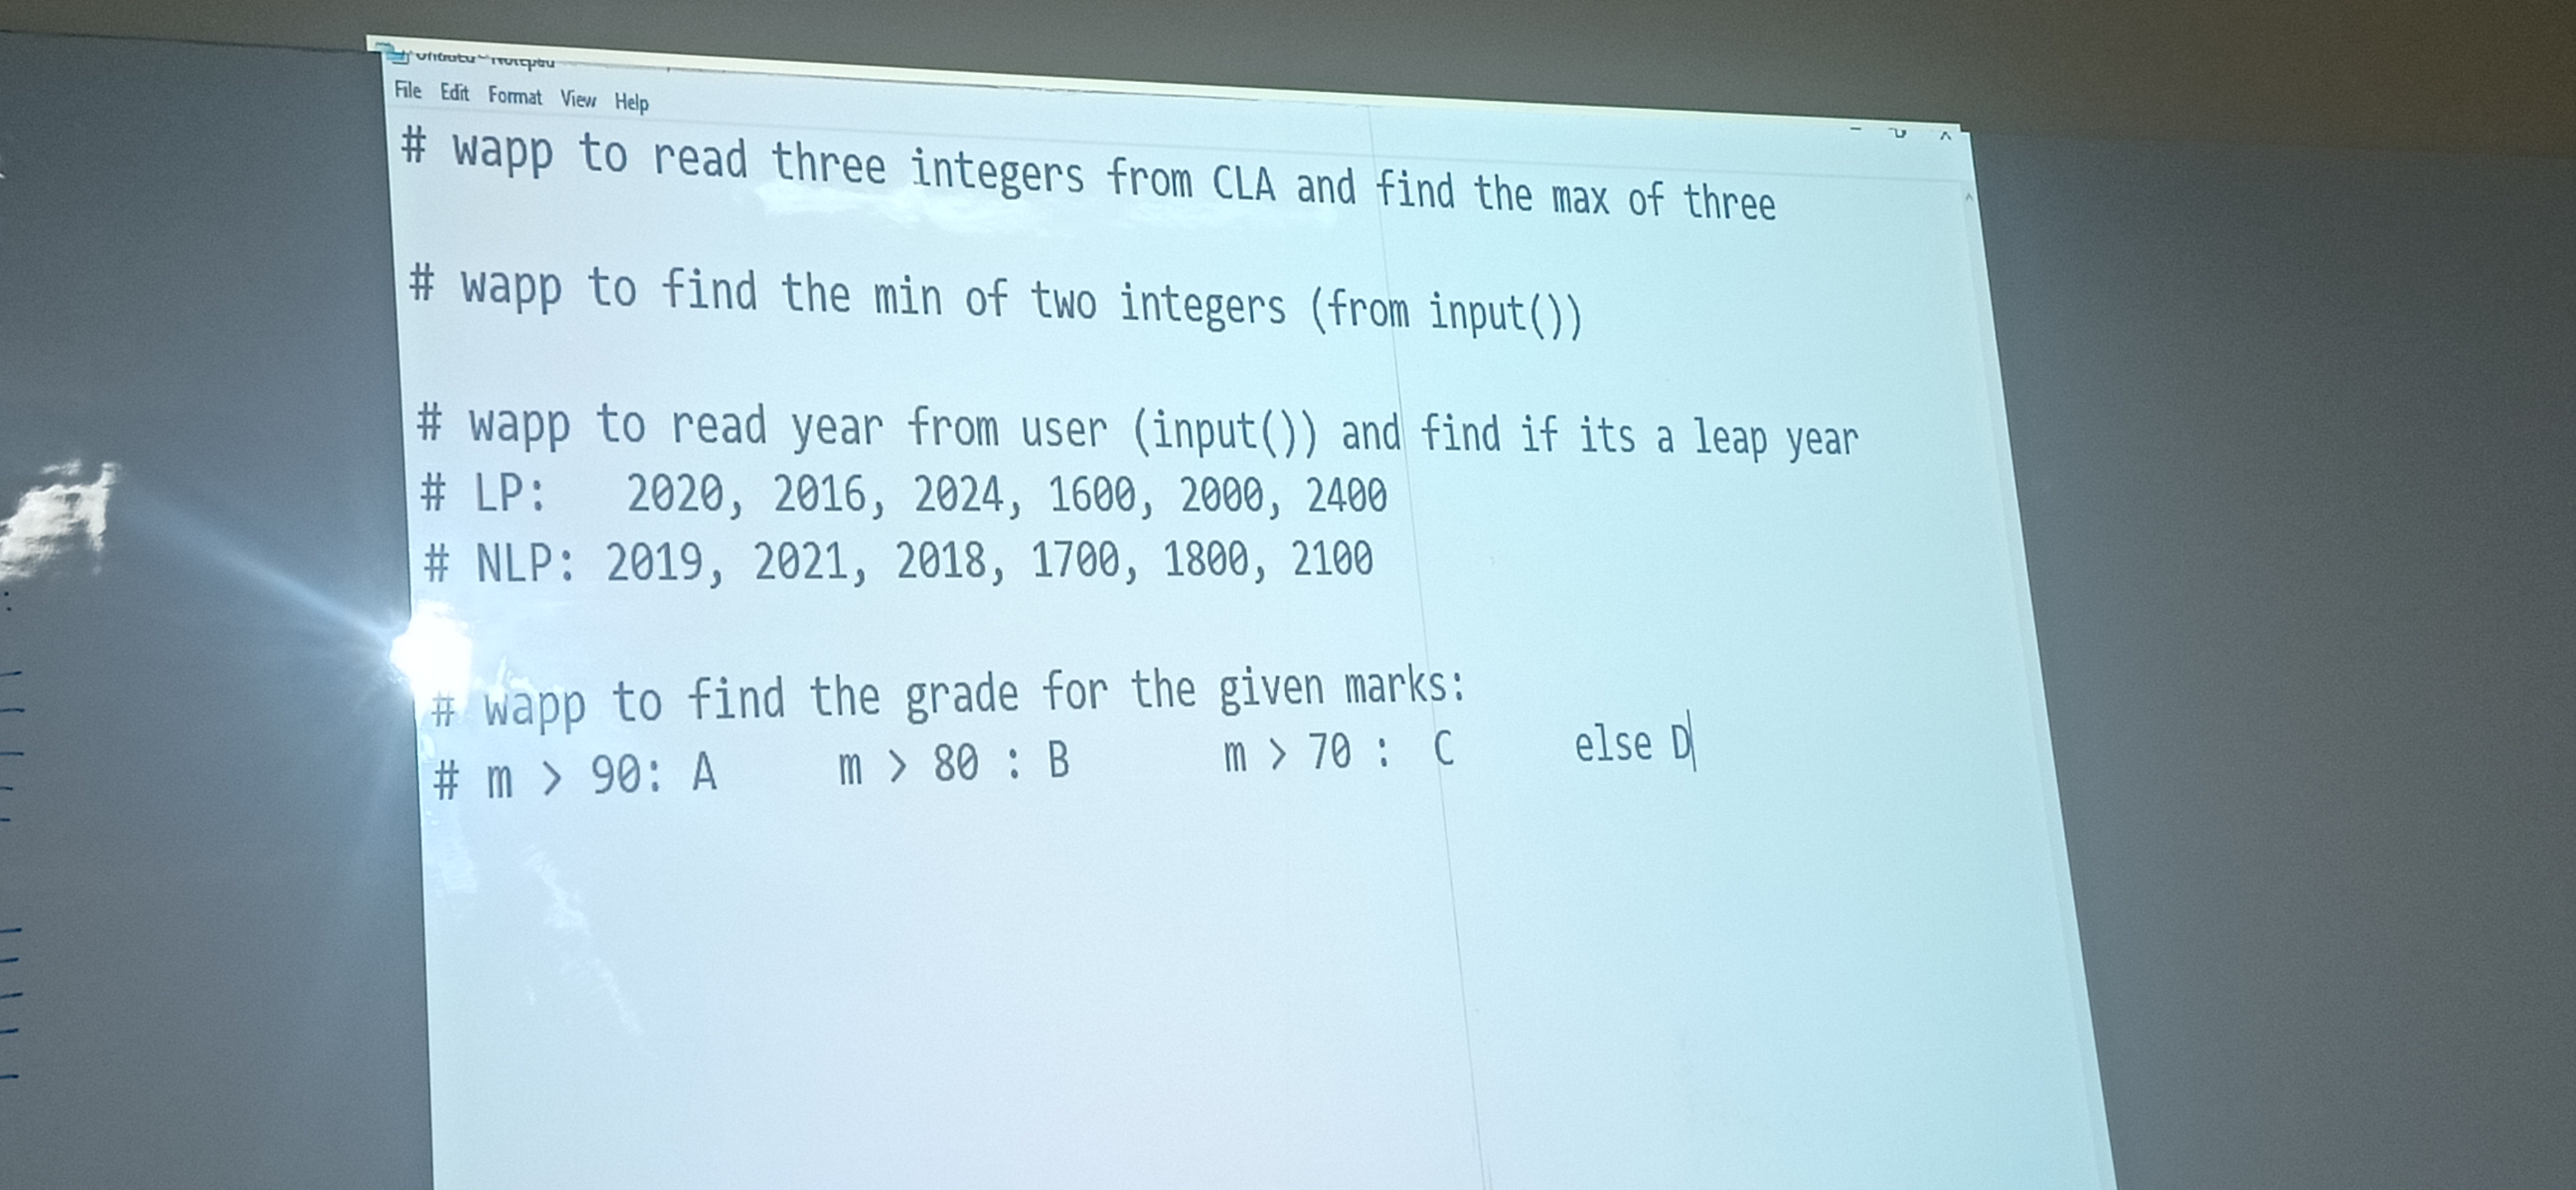 File Edit Format View Help
# wapp to read three integers from CLA and find the max of three
# wapp to find the min of two integers (from input())
# wapp to read year from user (input()) and find if its a leap year
# LP: 2020, 2016, 2024, 1600, 2000, 2400
# NLP: 2019, 2021, 2018, 1700, 1800, 2100
# wapp to find the grade for the given marks:
# m > 90: A m > 80 : B m > 70 : C else D